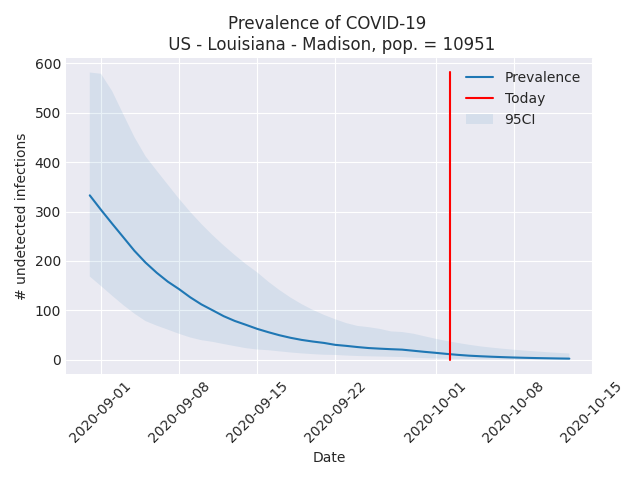 Prevalence of COVID-19
US - Louisiana - Madison, pop. = 10951
600
500
400
300
200
100
0
# undetected infections
Prevalence
Today
95CI
2020-09-01
2020-09-08
2020-09-15
2020-09-22
2020-10-01
2020-10-08
2020-10-15
Date